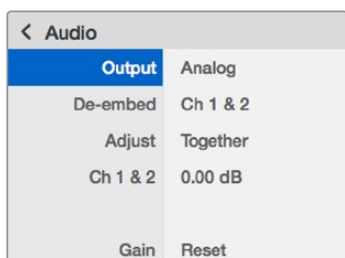 < Audio
Output Analog
De-embed Ch 1 & 2
Adjust Together
Ch 1 & 2 0.00 dB
Gain Reset